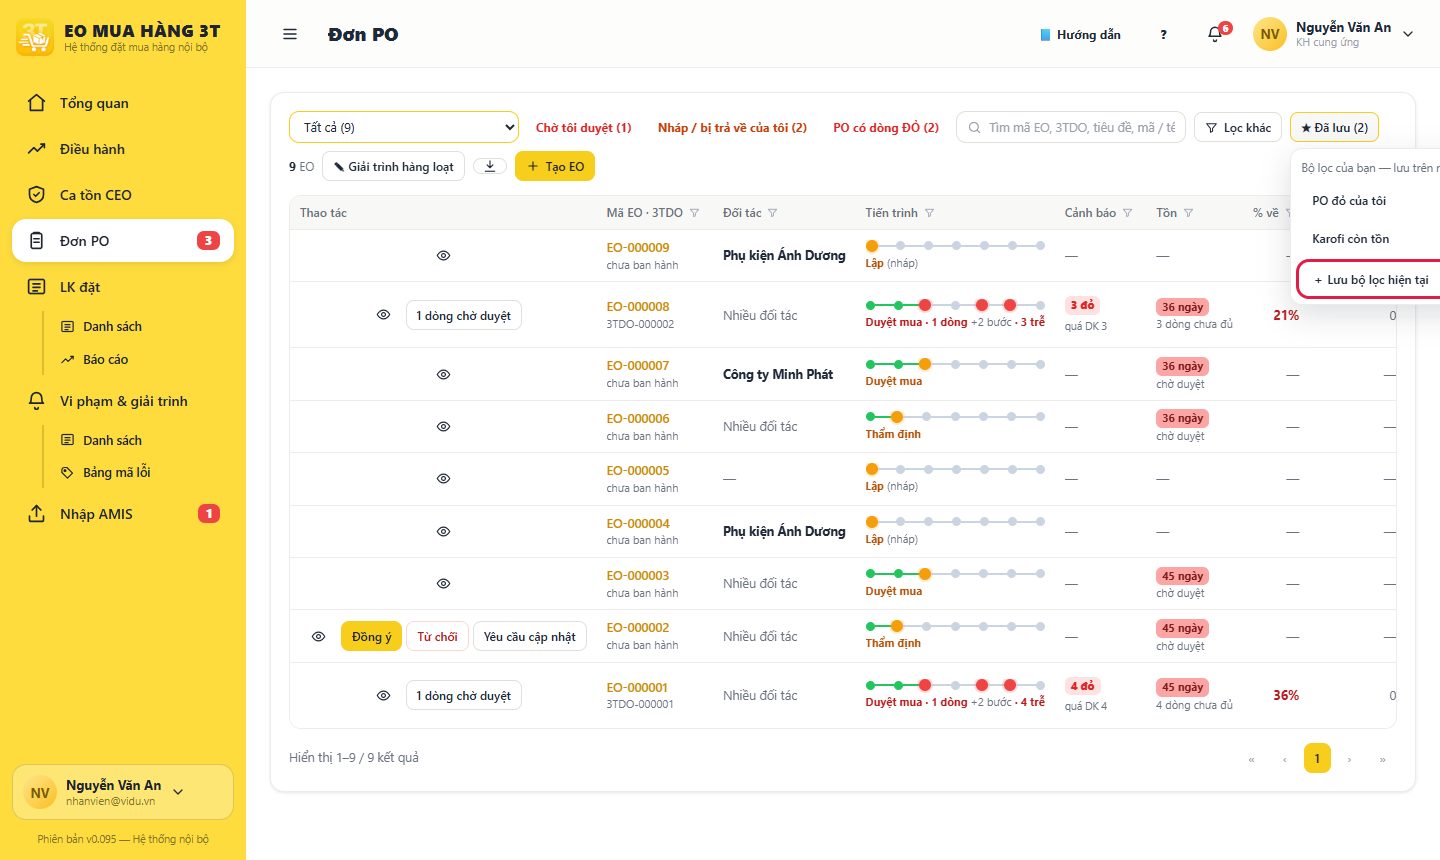 EO MUA HÀNG 3T
Hệ thống đặt mua hàng nội bộ
Tổng quan
Điều hành
Ca tồn CEO
Đơn PO 3
LK đặt
Danh sách
Báo cáo
Vi phạm & giải trình
Danh sách
Bảng mã lỗi
Nhập AMIS 1
NV Nguyễn Văn An
nhanvien@vidu.vn
Phiên bản v0.095 — Hệ thống nội bộ
Đơn PO
Hướng dẫn ? 6 NV Nguyễn Văn An
KH cung ứng
Tất cả (9) Chờ tôi duyệt (1) Nháp / bị trả về của tôi (2) PO có dòng ĐỎ (2) Tìm mã EO, 3TDO, tiêu đề, mã / tê Lọc khác ★ Đã lưu (2)
9 EO Giải trình hàng loạt + Tạo EO
Bộ lọc của bạn — lưu trên
PO đỏ của tôi
Karofi còn tồn
+ Lưu bộ lọc hiện tại
Thao tác Mã EO · 3TDO Đối tác Tiến trình Cảnh báo Tồn % về
EO-000009 Phụ kiện Ánh Dương — —
chưa ban hành Lập (nháp)
1 dòng chờ duyệt EO-000008 Nhiều đối tác 3 đỏ 36 ngày 21% 0
3TDO-000002 Duyệt mua · 1 dòng +2 bước · 3 trễ quá DK 3 3 dòng chưa đủ
EO-000007 Công ty Minh Phát — 36 ngày — —
chưa ban hành Duyệt mua chờ duyệt
EO-000006 Nhiều đối tác — 36 ngày — —
chưa ban hành Thẩm định chờ duyệt
EO-000005 — — — — —
chưa ban hành Lập (nháp)
EO-000004 Phụ kiện Ánh Dương — — — —
chưa ban hành Lập (nháp)
EO-000003 Nhiều đối tác — 45 ngày — —
chưa ban hành Duyệt mua chờ duyệt
Đồng ý Từ chối Yêu cầu cập nhật EO-000002 Nhiều đối tác — 45 ngày — —
chưa ban hành Thẩm định chờ duyệt
1 dòng chờ duyệt EO-000001 Nhiều đối tác 4 đỏ 45 ngày 36% 0
3TDO-000001 Duyệt mua · 1 dòng +2 bước · 4 trễ quá DK 4 4 dòng chưa đủ
Hiển thị 1–9 / 9 kết quả « ‹ 1 › »